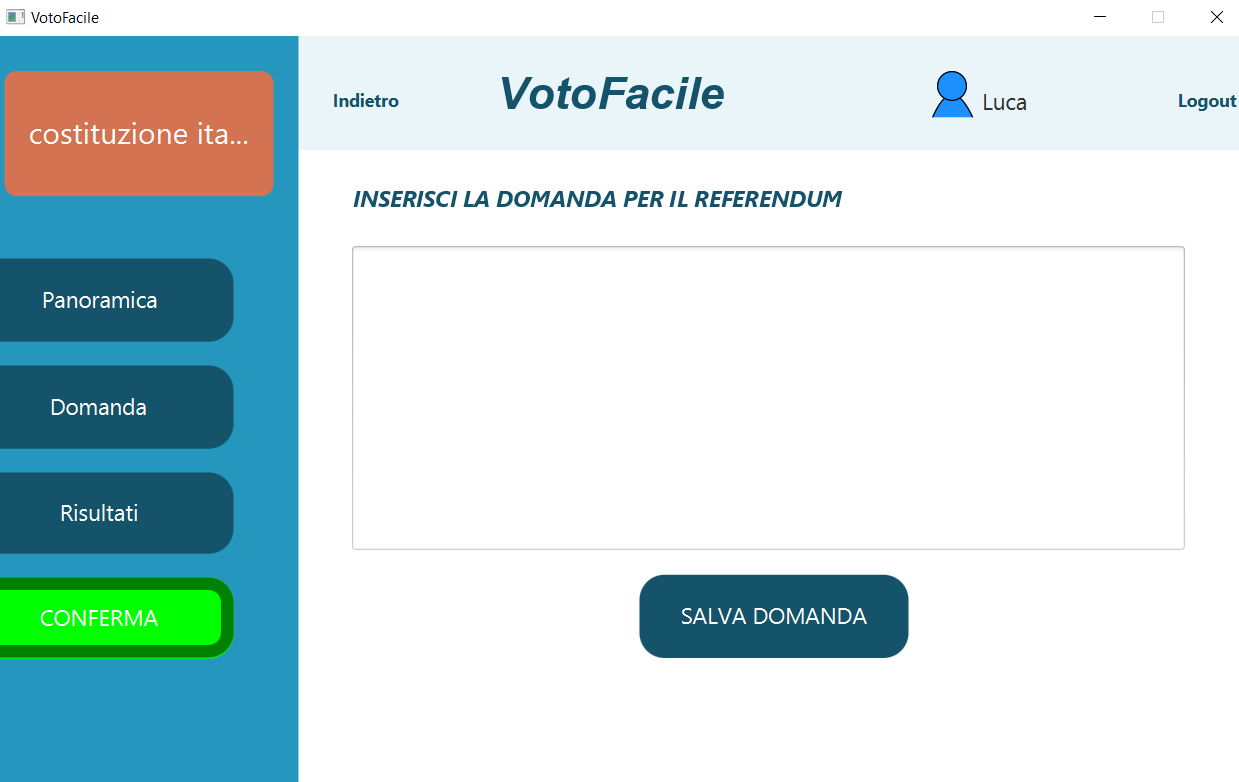 VotoFacile
costituzione ita...
Indietro
VotoFacile
Luca
Logout
INSERISCI LA DOMANDA PER IL REFERENDUM
Panoramica
Domanda
Risultati
CONFERMA
SALVA DOMANDA